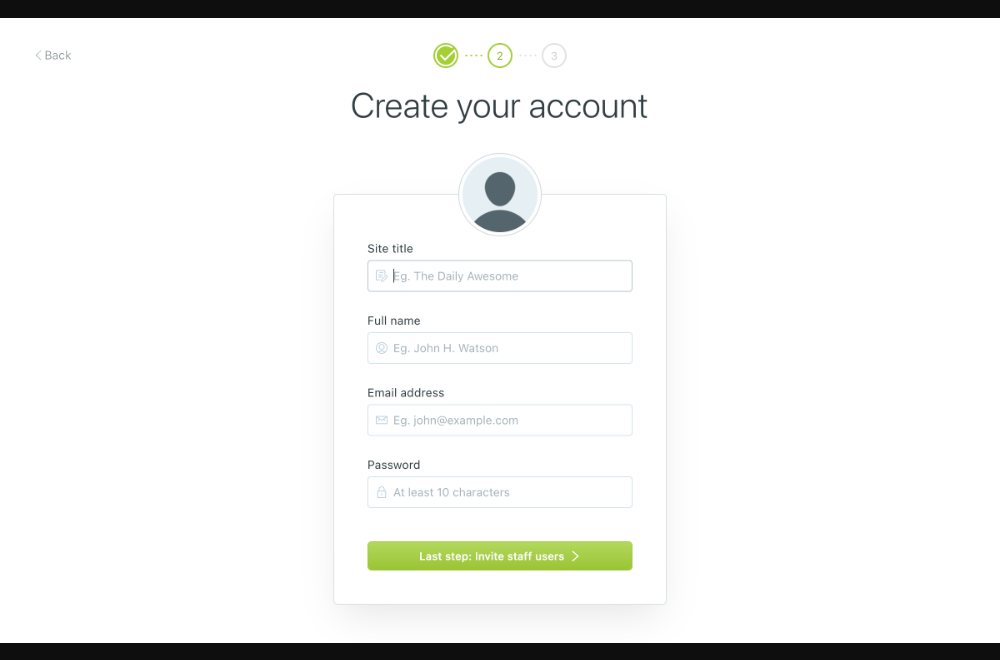 Back
2
3
Create your account
Site title
Eg. The Daily Awesome
Full name
Eg. John H. Watson
Email address
Eg. john@example.com
Password
At least 10 characters
Last step: Invite staff users